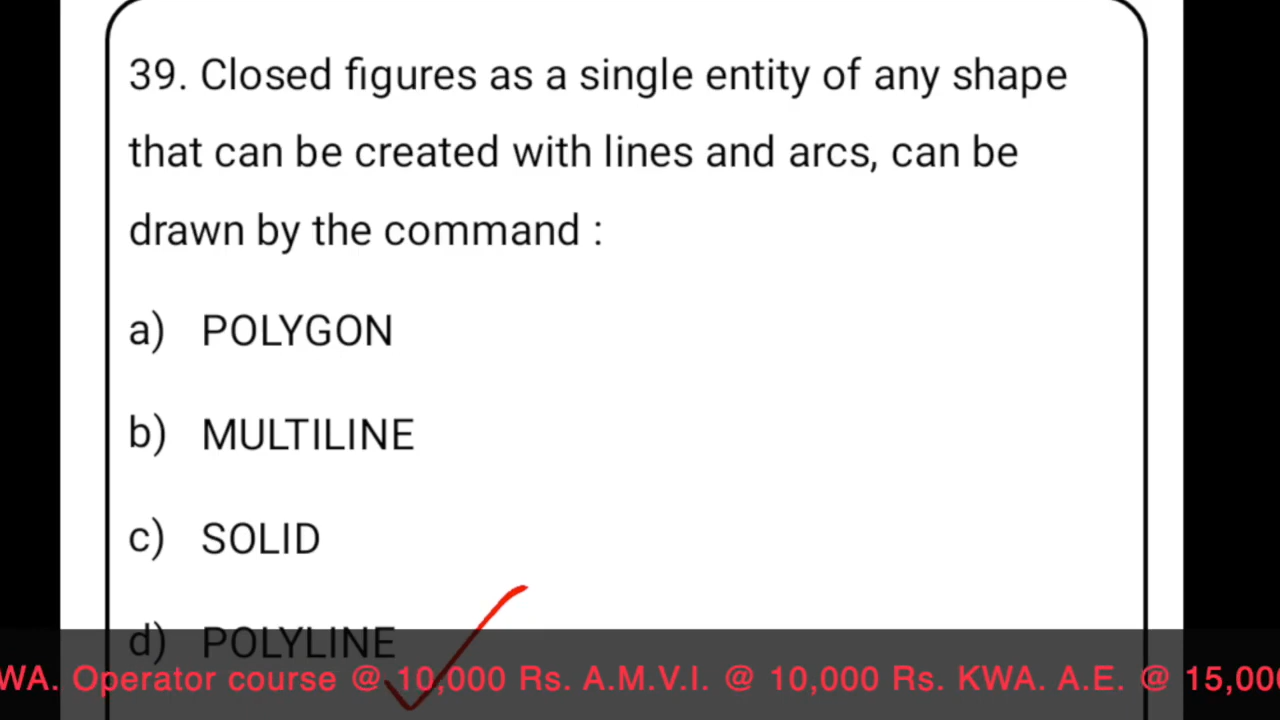 39. Closed figures as a single entity of any shape
that can be created with lines and arcs, can be
drawn by the command :
a) POLYGON
b) MULTILINE
c) SOLID
d) POLYLINE
WA. Operator course @ 10,000 Rs. A.M.V.I. @ 10,000 Rs. KWA. A.E. @ 15,00